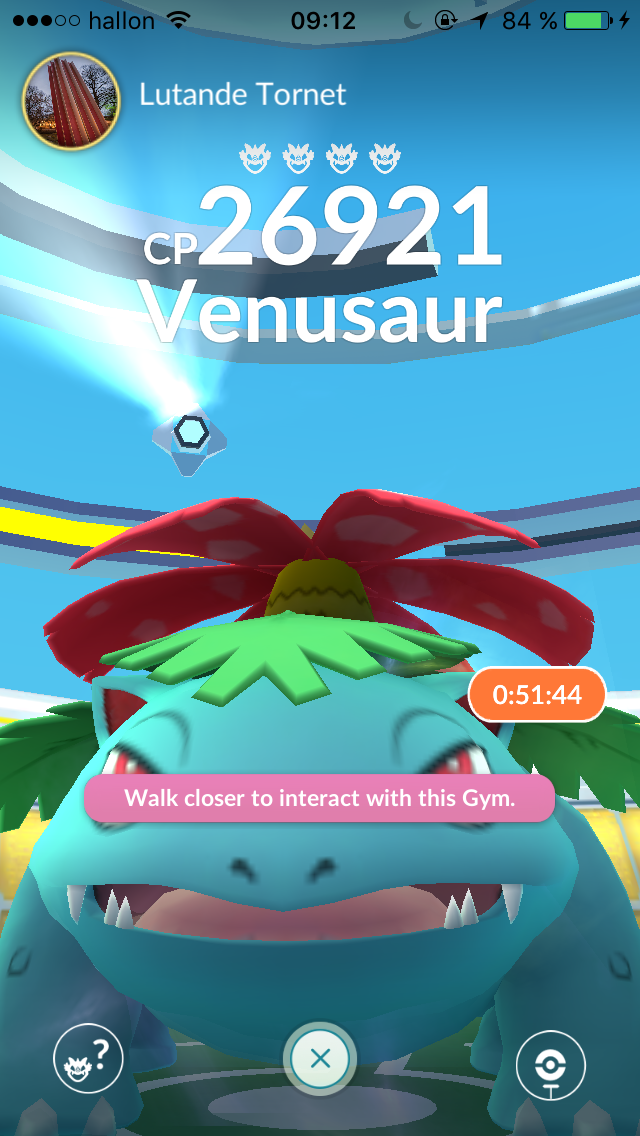 hallon 09:12 84 %
Lutande Tornet
CP26921
Venusaur
0:51:44
Walk closer to interact with this Gym.
?